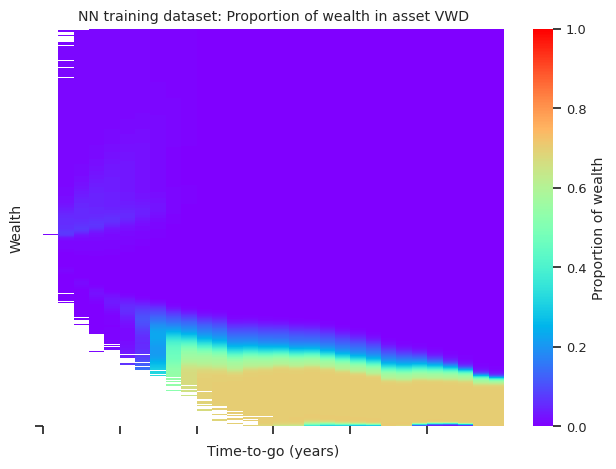 NN training dataset: Proportion of wealth in asset VWD
Wealth
Time-to-go (years)
1.0
0.8
0.6
0.4
0.2
0.0
Proportion of wealth